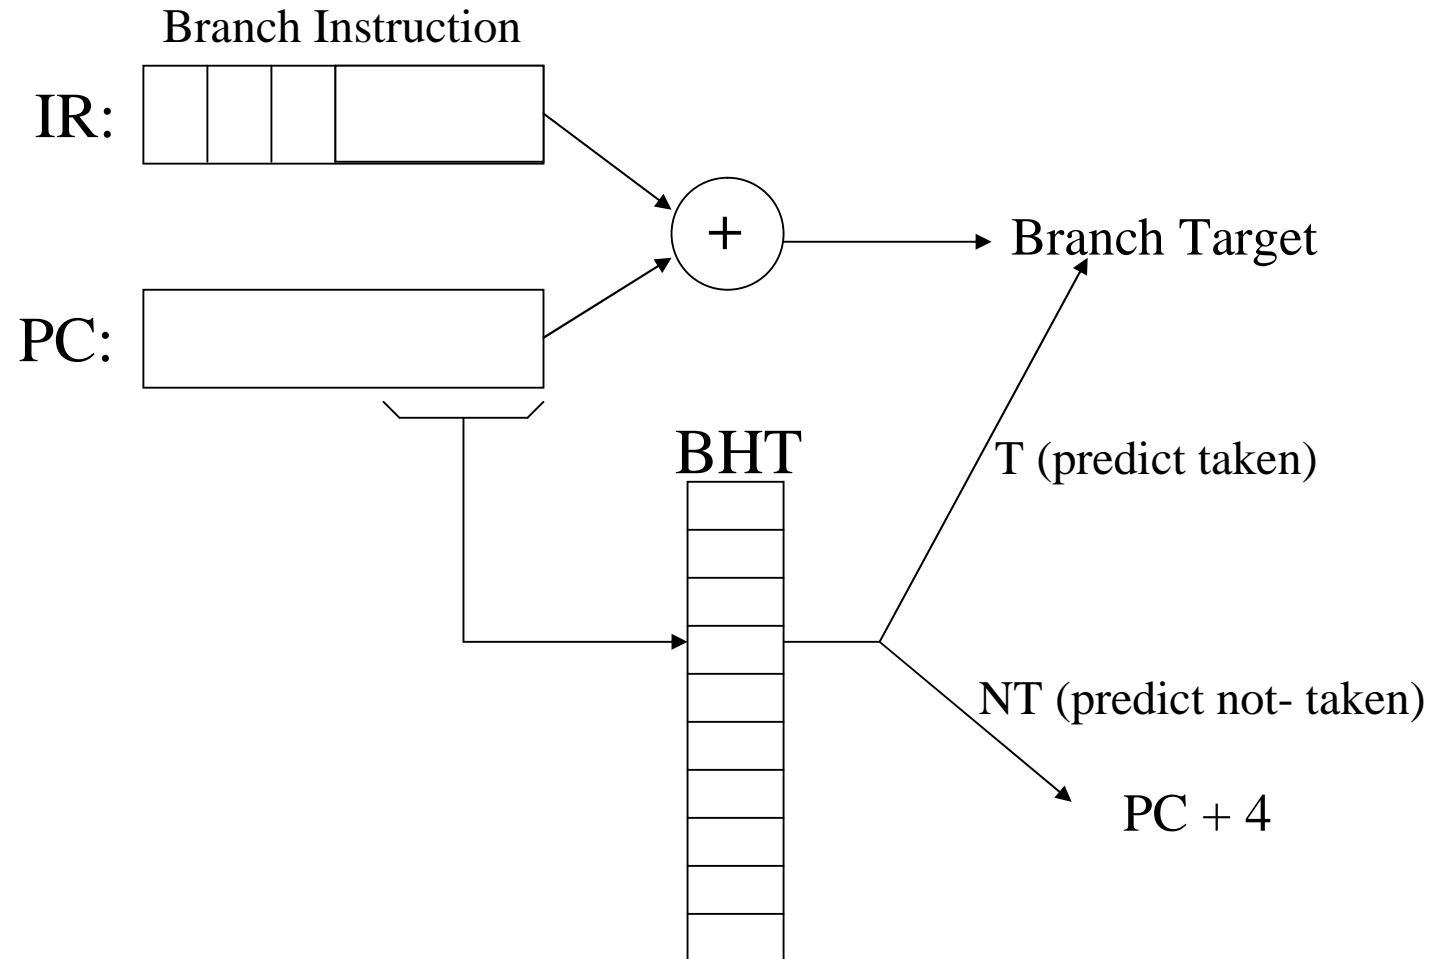 Branch Instruction
IR:
+
Branch Target
PC:
BHT
T (predict taken)
NT (predict not- taken)
PC + 4